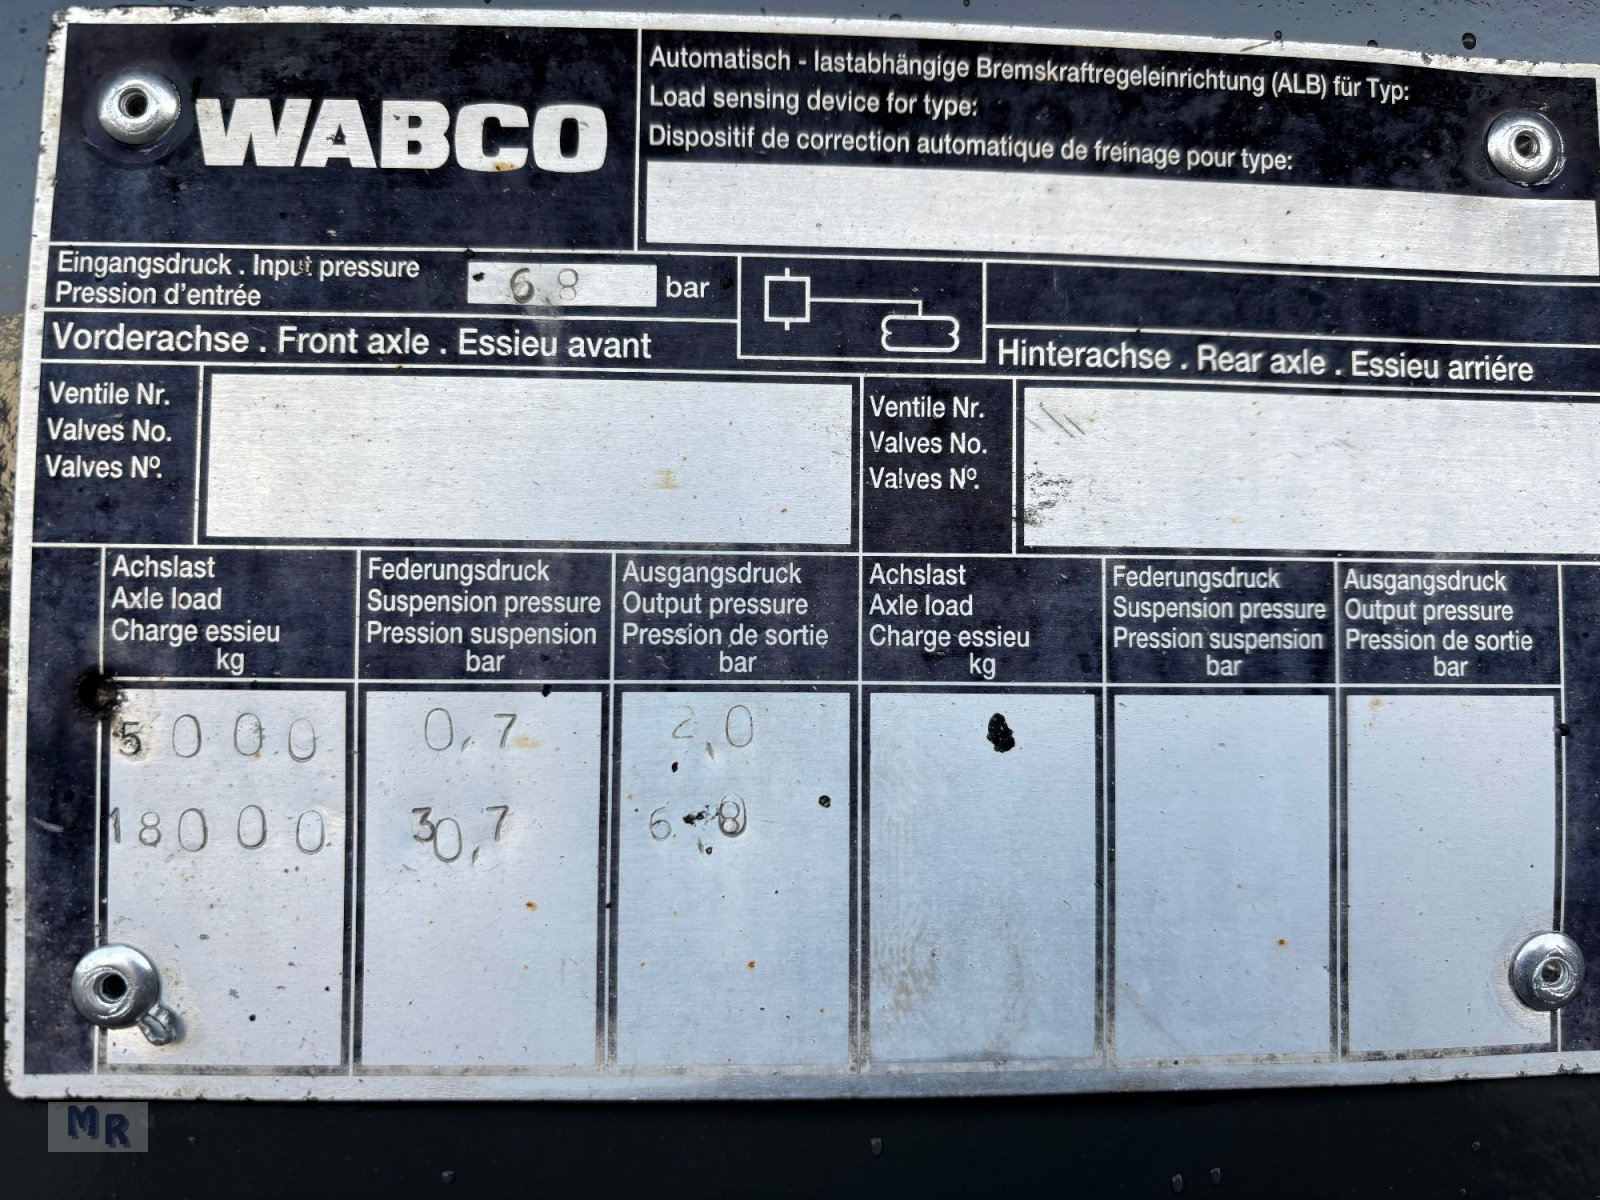 WABCO
Automatisch - lastabhängige Bremskraftregeleinrichtung (ALB) für Typ:
Load sensing device for type:
Dispositif de correction automatique de freinage pour type:
Eingangsdruck . Input pressure
Pression d'entrée
6,8 bar
Vorderachse . Front axle . Essieu avant
Hinterachse . Rear axle . Essieu arriére
Ventile Nr.
Valves No.
Valves Nº.
Ventile Nr.
Valves No.
Valves Nº.
Achslast
Axle load
Charge essieu
kg
Federungsdruck
Suspension pressure
Pression suspension
bar
Ausgangsdruck
Output pressure
Pression de sortie
bar
Achslast
Axle load
Charge essieu
kg
Federungsdruck
Suspension pressure
Pression suspension
bar
Ausgangsdruck
Output pressure
Pression de sortie
bar
5000 0,7 2,0
18000
MR